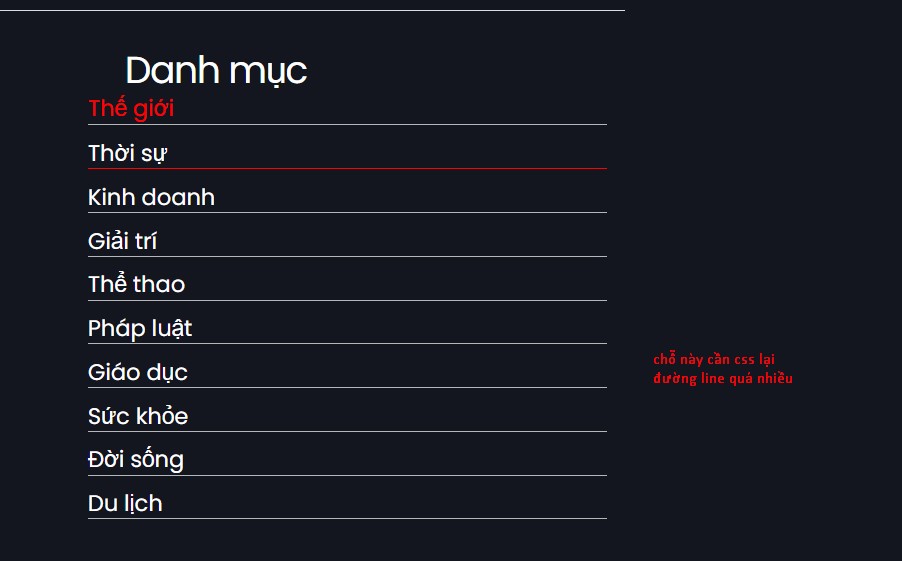 Danh mục
Thế giới
Thời sự
Kinh doanh
Giải trí
Thể thao
Pháp luật
Giáo dục
Sức khỏe
Đời sống
Du lịch
chỗ này cần css lại
đường line quá nhiều